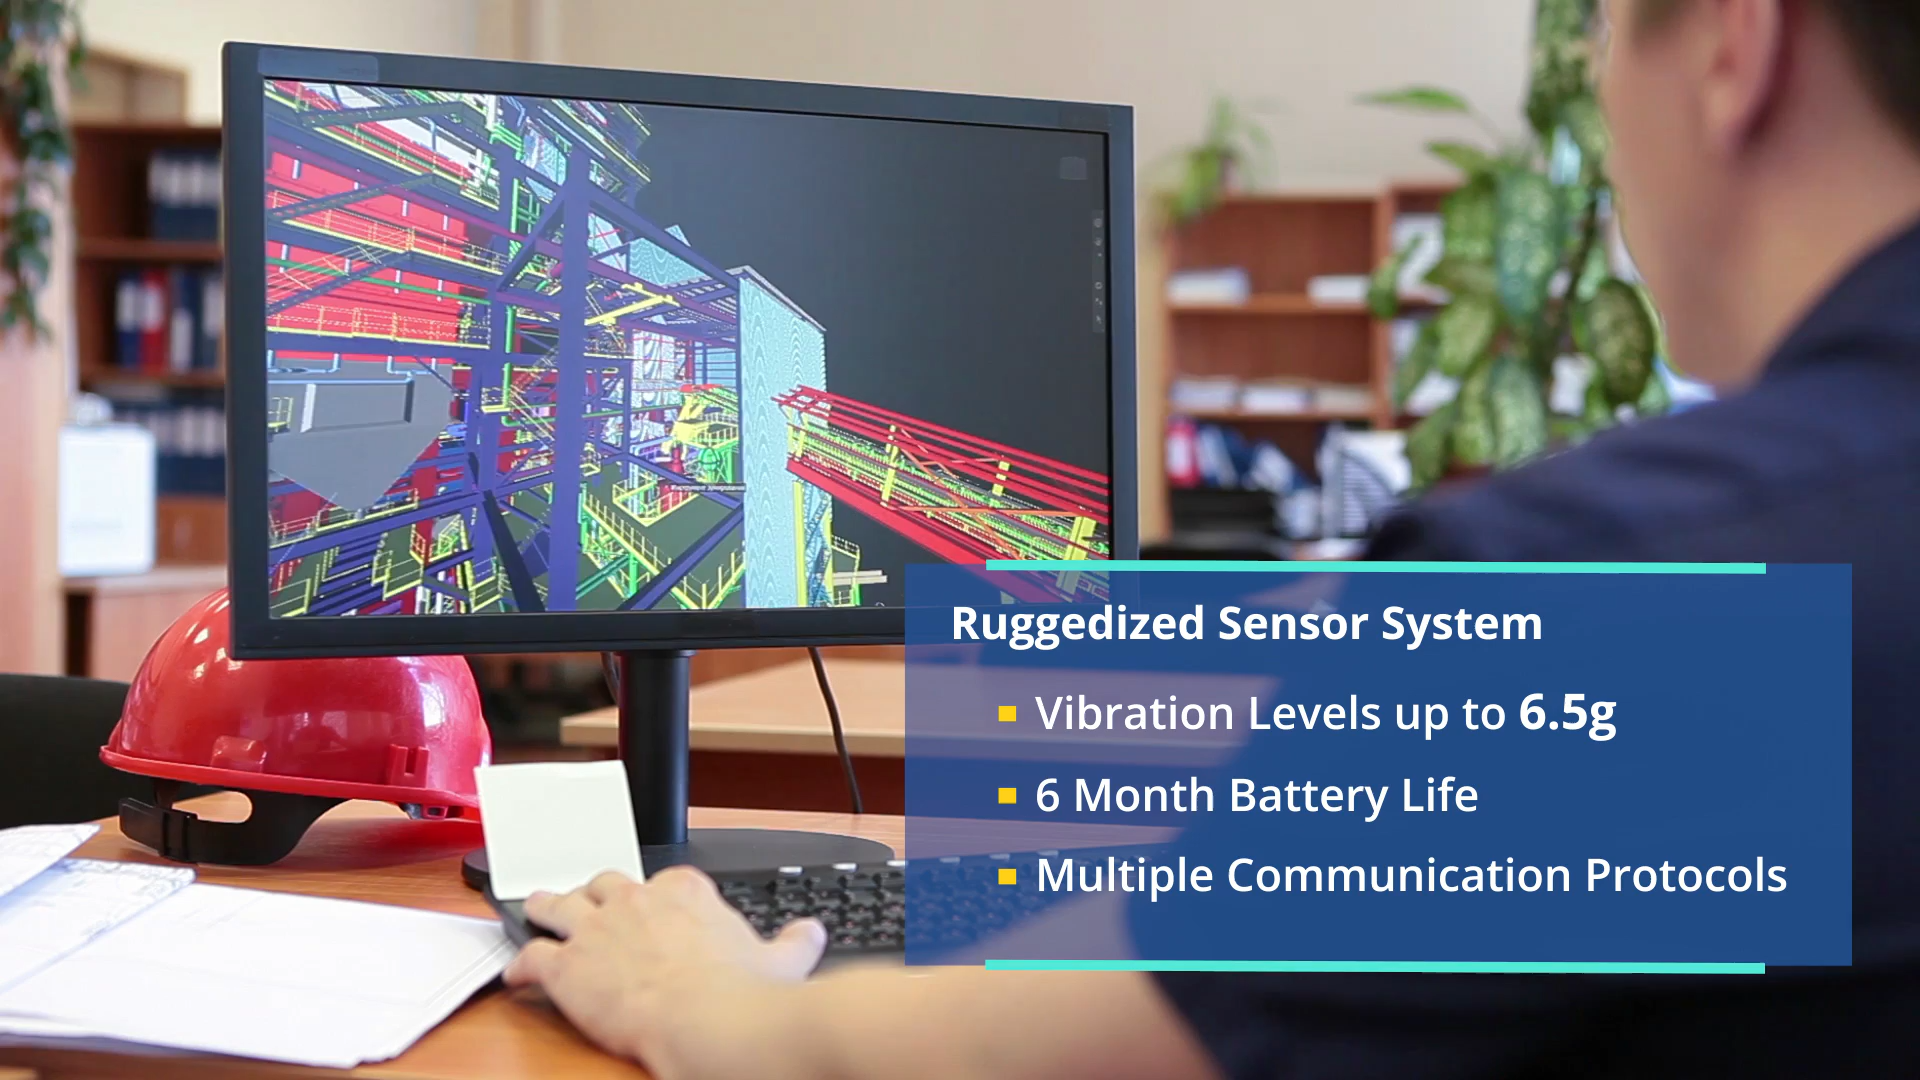 Ruggedized Sensor System
Vibration Levels up to 6.5g
6 Month Battery Life
Multiple Communication Protocols